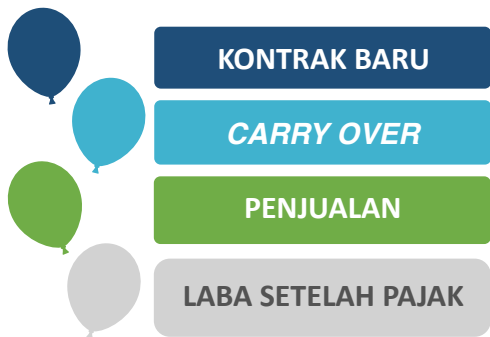 KONTRAK BARU
CARRY OVER
PENJUALAN
LABA SETELAH PAJAK